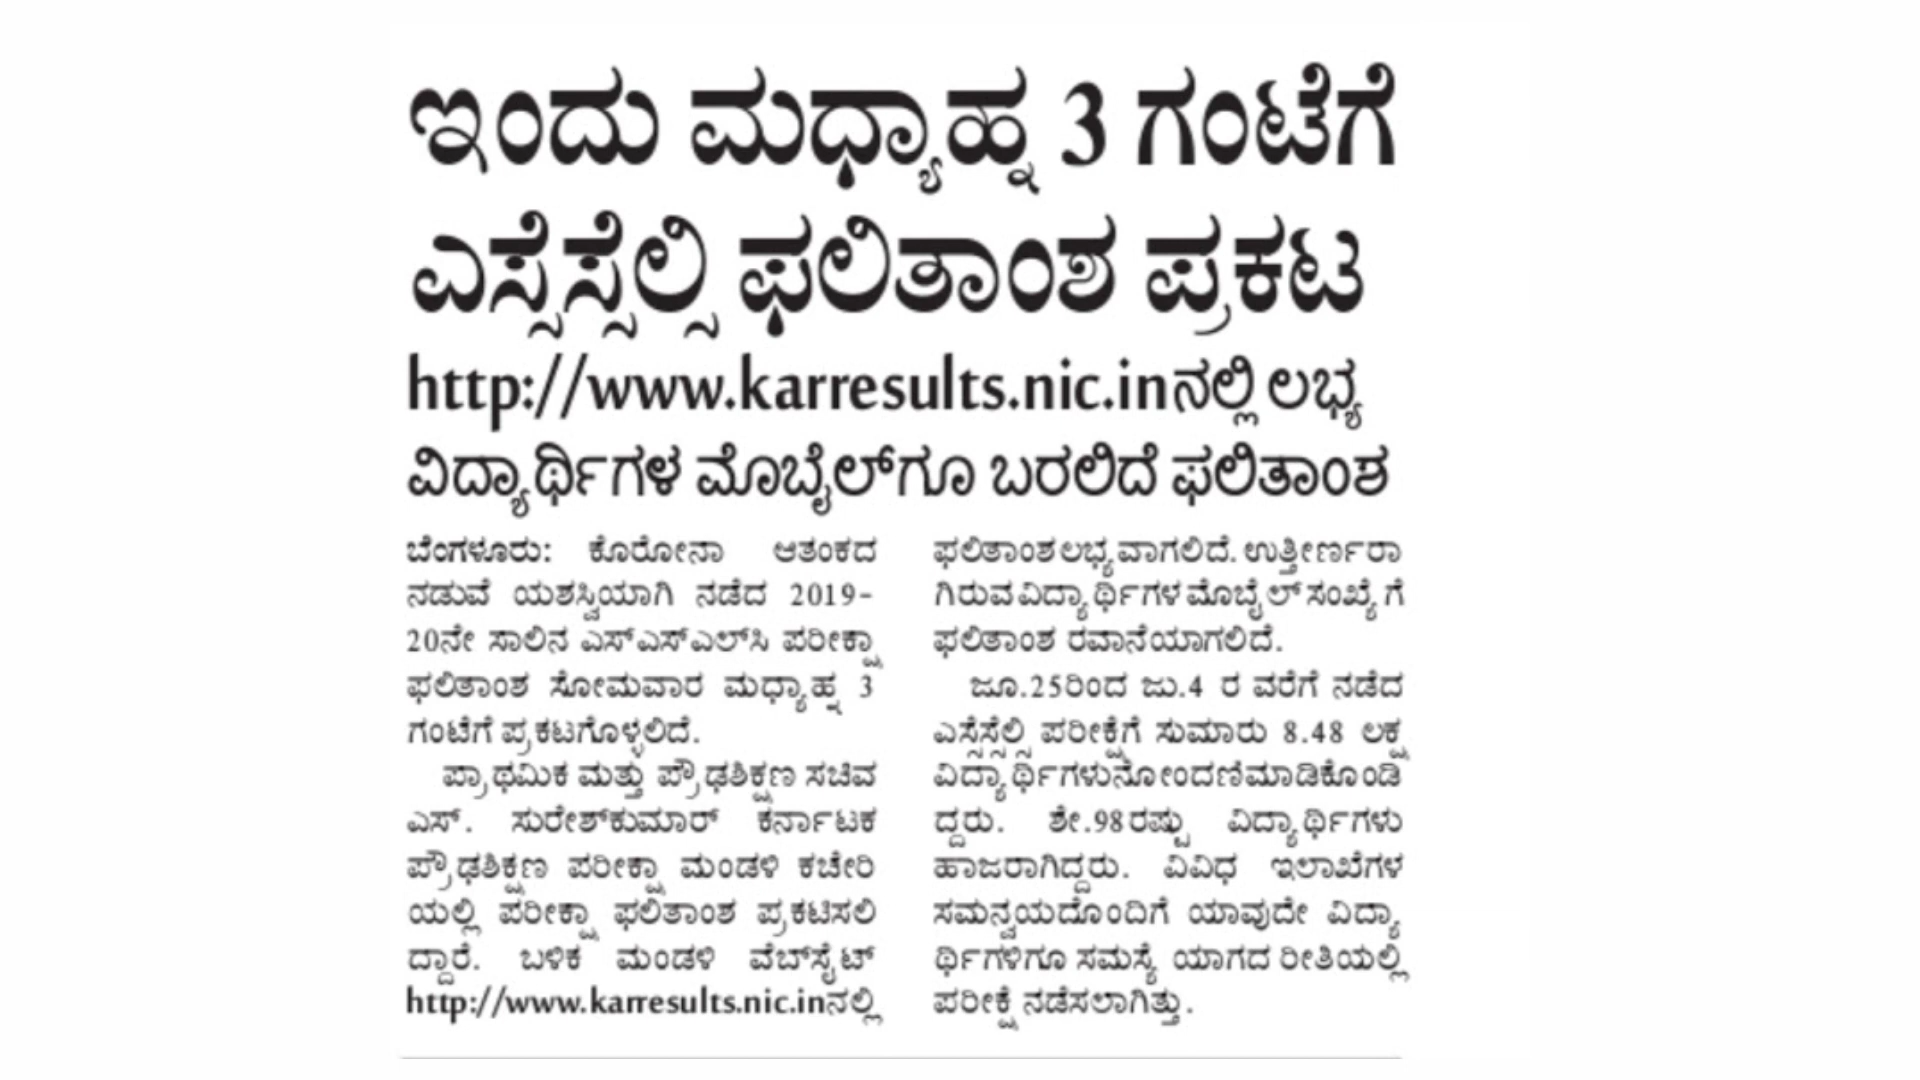 ಇಂದು ಮಧ್ಯಾಹ್ನ 3 ಗಂಟೆಗೆ
ಎಸ್ಸೆಸ್ಸೆಲ್ಸಿ ಫಲಿತಾಂಶ ಪ್ರಕಟ
http://www.karresults.nic.inನಲ್ಲಿ ಲಭ್ಯ
ವಿದ್ಯಾರ್ಥಿಗಳ ಮೊಬೈಲ್‌ಗೂ ಬರಲಿದೆ ಫಲಿತಾಂಶ
ಬೆಂಗಳೂರು: ಕೊರೋನಾ ಆತಂಕದ
ನಡುವೆ ಯಶಸ್ವಿಯಾಗಿ ನಡೆದ 2019-
20ನೇ ಸಾಲಿನ ಎಸ್‌ಎಸ್‌ಎಲ್‌ಸಿ ಪರೀಕ್ಷಾ
ಫಲಿತಾಂಶ ಸೋಮವಾರ ಮಧ್ಯಾಹ್ನ 3
ಗಂಟೆಗೆ ಪ್ರಕಟಗೊಳ್ಳಲಿದೆ.
ಪ್ರಾಥಮಿಕ ಮತ್ತು ಪ್ರೌಢಶಿಕ್ಷಣ ಸಚಿವ
ಎಸ್. ಸುರೇಶ್‌ಕುಮಾರ್ ಕರ್ನಾಟಕ
ಪ್ರೌಢಶಿಕ್ಷಣ ಪರೀಕ್ಷಾ ಮಂಡಳಿ ಕಚೇರಿ
ಯಲ್ಲಿ ಪರೀಕ್ಷಾ ಫಲಿತಾಂಶ ಪ್ರಕಟಿಸಲಿ
ದ್ದಾರೆ. ಬಳಿಕ ಮಂಡಳಿ ವೆಬ್‌ಸೈಟ್
http://www.karresults.nic.inನಲ್ಲಿ
ಫಲಿತಾಂಶ ಲಭ್ಯವಾಗಲಿದೆ. ಉತ್ತೀರ್ಣರಾ
ಗಿರುವ ವಿದ್ಯಾರ್ಥಿಗಳ ಮೊಬೈಲ್ ಸಂಖ್ಯೆಗೆ
ಫಲಿತಾಂಶ ರವಾನೆಯಾಗಲಿದೆ.
ಜೂ.25ರಿಂದ ಜು.4 ರ ವರೆಗೆ ನಡೆದ
ಎಸ್ಸೆಸ್ಸೆಲ್ಸಿ ಪರೀಕ್ಷೆಗೆ ಸುಮಾರು 8.48 ಲಕ್ಷ
ವಿದ್ಯಾರ್ಥಿಗಳು ನೋಂದಣಿ ಮಾಡಿಕೊಂಡಿ
ದ್ದರು. ಶೇ.98ರಷ್ಟು ವಿದ್ಯಾರ್ಥಿಗಳು
ಹಾಜರಾಗಿದ್ದರು. ವಿವಿಧ ಇಲಾಖೆಗಳ
ಸಮನ್ವಯದೊಂದಿಗೆ ಯಾವುದೇ ವಿದ್ಯಾ
ರ್ಥಿಗಳಿಗೂ ಸಮಸ್ಯೆ ಯಾಗದ ರೀತಿಯಲ್ಲಿ
ಪರೀಕ್ಷೆ ನಡೆಸಲಾಗಿತ್ತು.